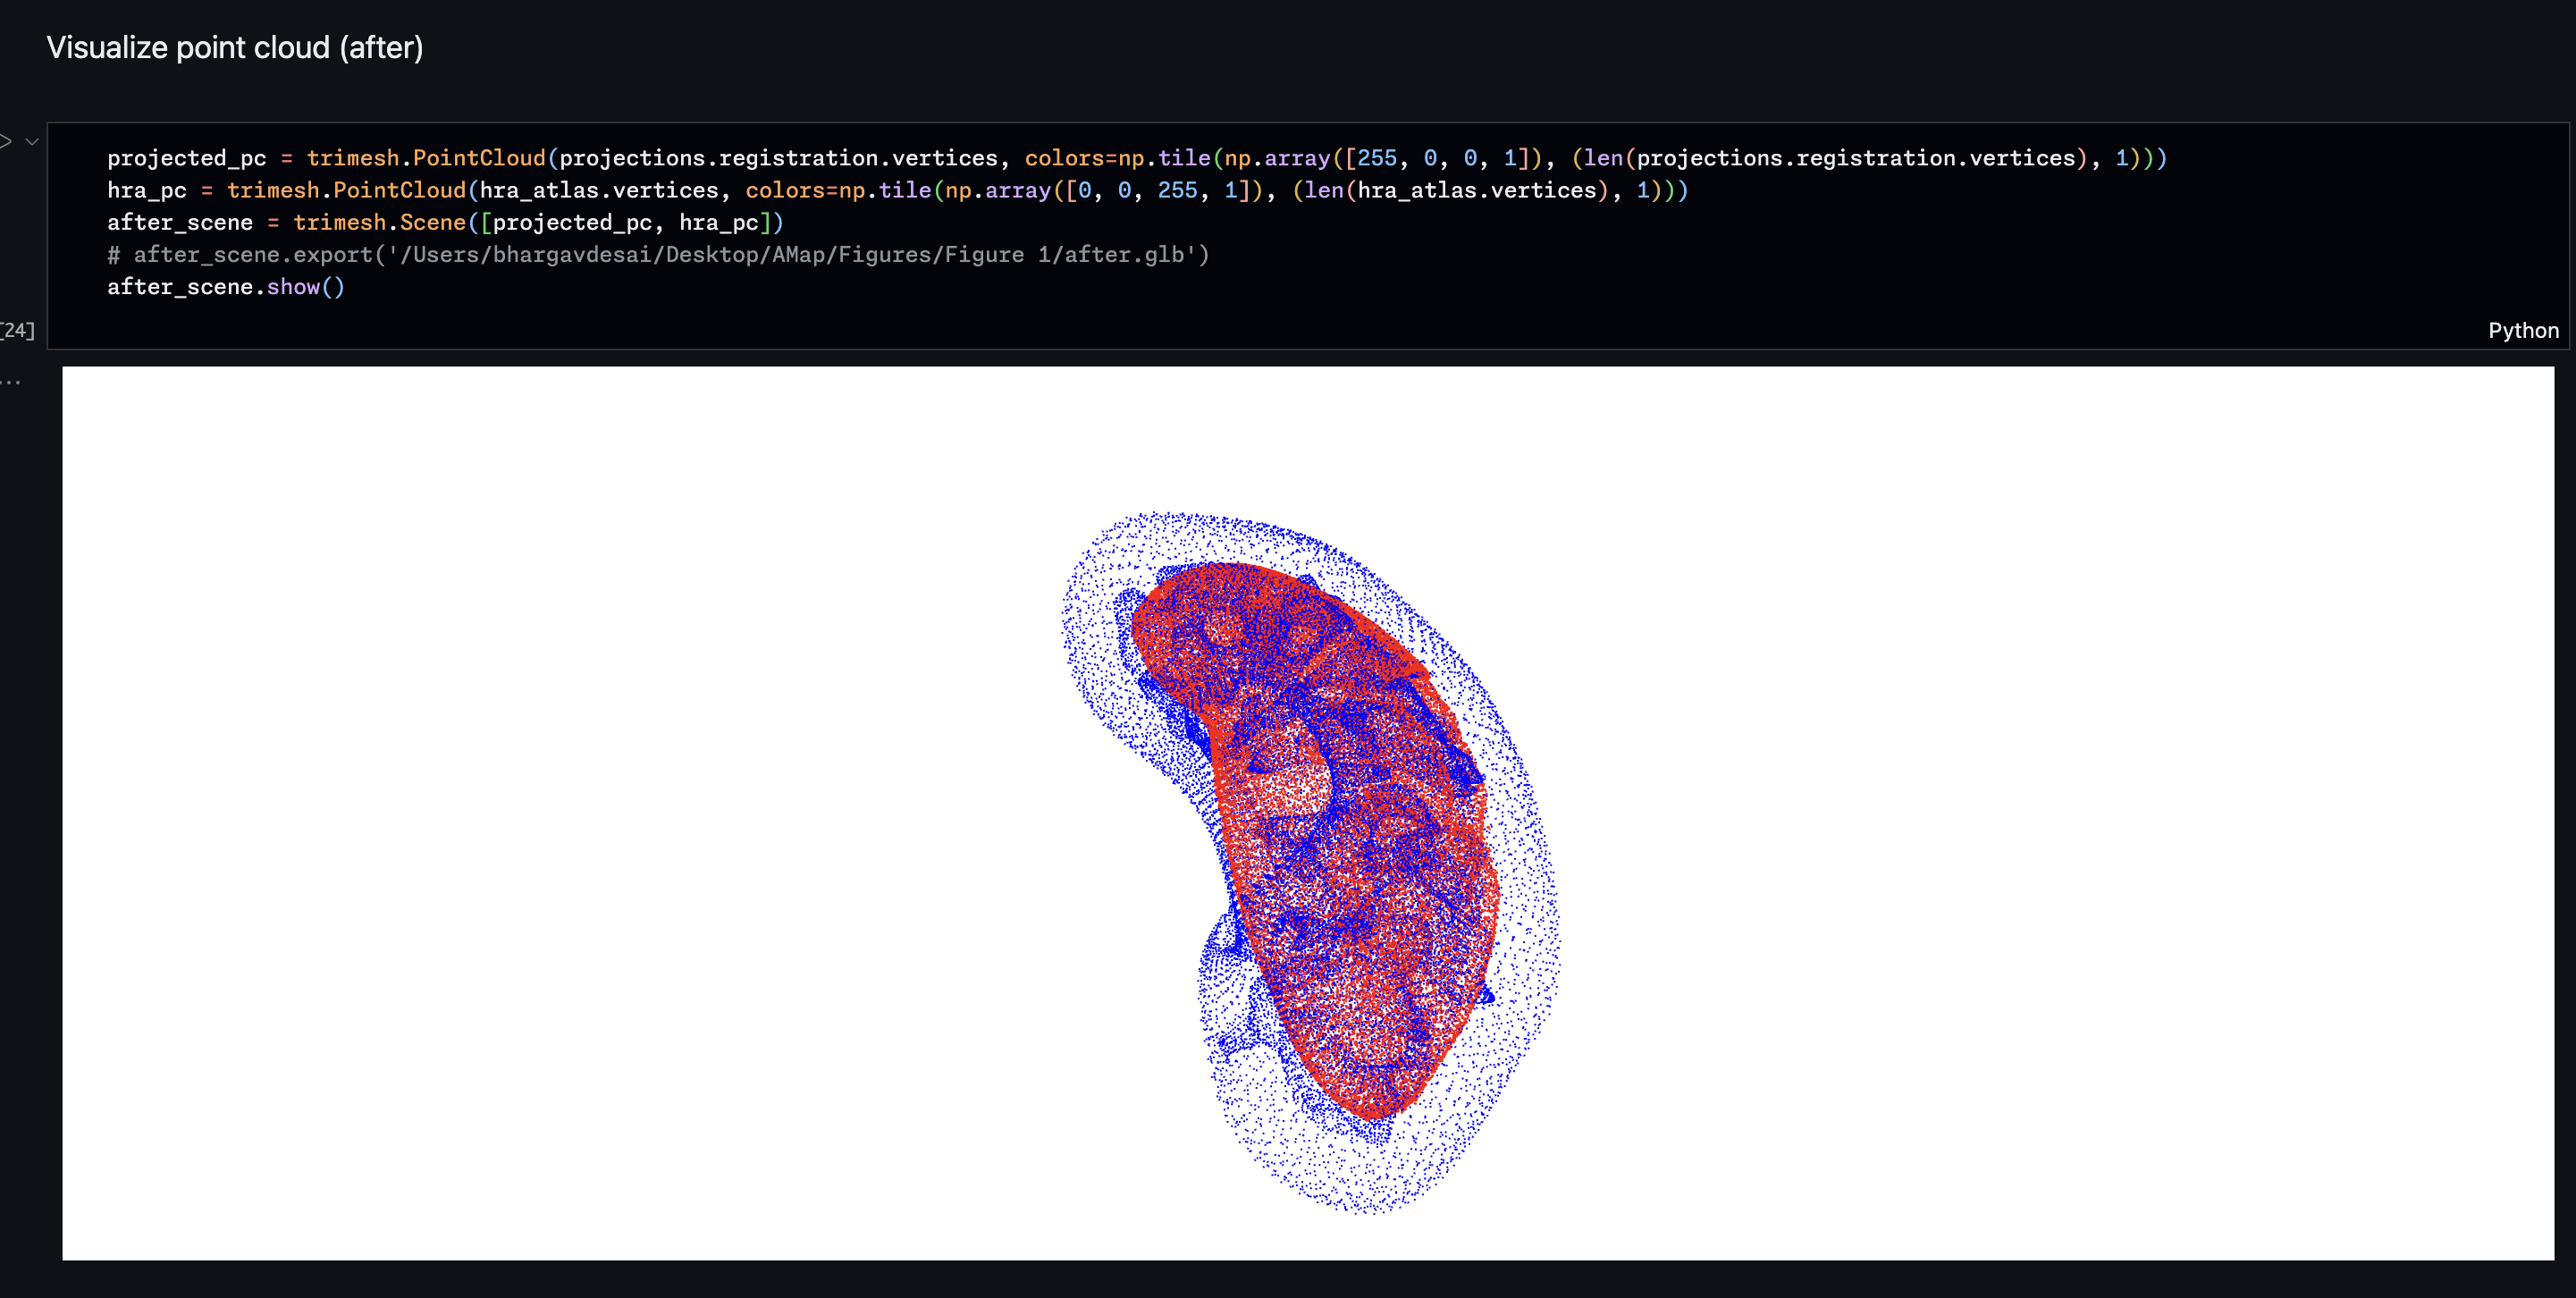 Visualize point cloud (after)
projected_pc = trimesh.PointCloud(projections.registration.vertices, colors=np.tile(np.array([255, 0, 0, 1]), (len(projections.registration.vertices), 1)))
hra_pc = trimesh.PointCloud(hra_atlas.vertices, colors=np.tile(np.array([0, 0, 255, 1]), (len(hra_atlas.vertices), 1)))
after_scene = trimesh.Scene([projected_pc, hra_pc])
# after_scene.export('/Users/bhargavdesai/Desktop/AMap/Figures/Figure 1/after.glb')
after_scene.show()
[24]
Python